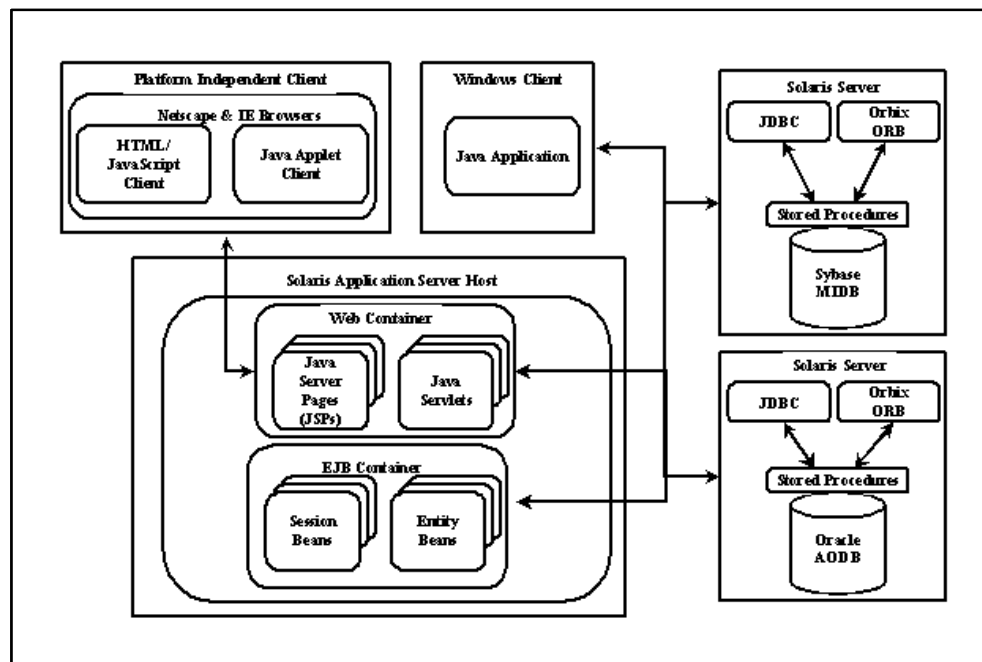 Platform Independent Client
Netscape & IE Browsers
HTML/
JavaScript
Client
Java Applet
Client
Windows Client
Java Application
Solaris Server
JDBC
Orbix
ORB
Stored Procedures
Sybase
MIDB
Solaris Application Server Host
Web Container
Java
Server
Pages
(JSPs)
Java
Servlets
EJB Container
Session
Beans
Entity
Beans
Solaris Server
JDBC
Orbix
ORB
Stored Procedures
Oracle
AODB